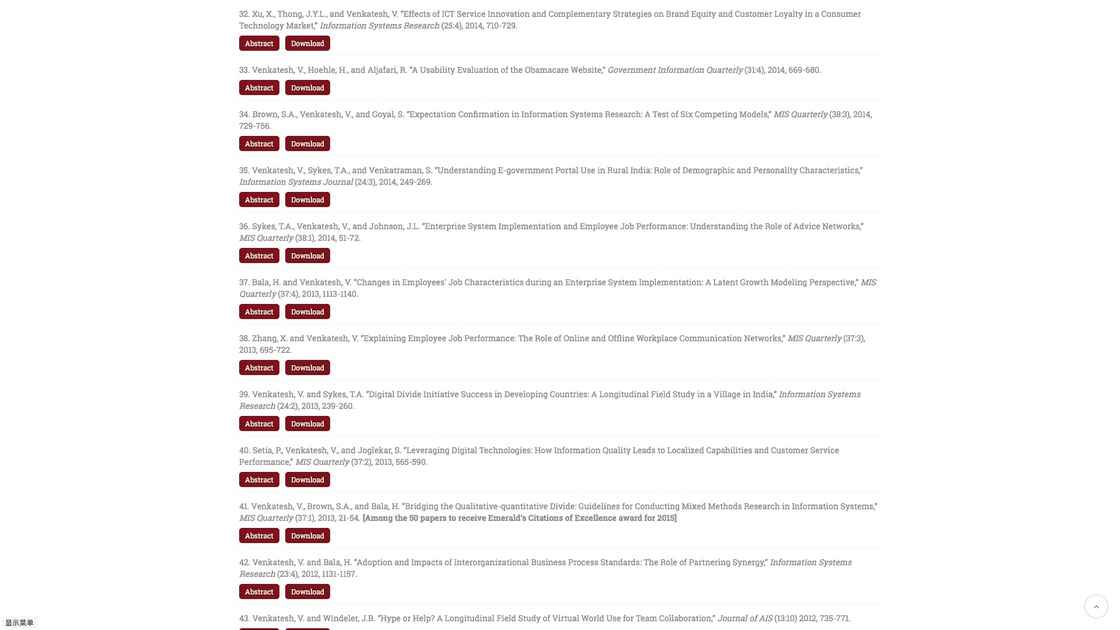 32. Xu, X., Thong, J.Y.L., and Venkatesh, V. “Effects of ICT Service Innovation and Complementary Strategies on Brand Equity and Customer Loyalty in a Consumer
Technology Market,” Information Systems Research (25:4), 2014, 710-729.
Abstract Download
33. Venkatesh, V., Hoehle, H., and Aljafari, R. “A Usability Evaluation of the Obamacare Website,” Government Information Quarterly (31:4), 2014, 669-680.
Abstract Download
34. Brown, S.A., Venkatesh, V., and Goyal, S. “Expectation Confirmation in Information Systems Research: A Test of Six Competing Models,” MIS Quarterly (38:3), 2014,
729-756.
Abstract Download
35. Venkatesh, V., Sykes, T.A., and Venkatraman, S. “Understanding E-government Portal Use in Rural India: Role of Demographic and Personality Characteristics,”
Information Systems Journal (24:3), 2014, 249-269.
Abstract Download
36. Sykes, T.A., Venkatesh, V., and Johnson, J.L. “Enterprise System Implementation and Employee Job Performance: Understanding the Role of Advice Networks,”
MIS Quarterly (38:1), 2014, 51-72.
Abstract Download
37. Bala, H. and Venkatesh, V. “Changes in Employees’ Job Characteristics during an Enterprise System Implementation: A Latent Growth Modeling Perspective,” MIS
Quarterly (37:4), 2013, 1113-1140.
Abstract Download
38. Zhang, X. and Venkatesh, V. “Explaining Employee Job Performance: The Role of Online and Offline Workplace Communication Networks,” MIS Quarterly (37:3),
2013, 695-722.
Abstract Download
39. Venkatesh, V. and Sykes, T.A. “Digital Divide Initiative Success in Developing Countries: A Longitudinal Field Study in a Village in India,” Information Systems
Research (24:2), 2013, 239-260.
Abstract Download
40. Setia, P., Venkatesh, V., and Joglekar, S. “Leveraging Digital Technologies: How Information Quality Leads to Localized Capabilities and Customer Service
Performance,” MIS Quarterly (37:2), 2013, 565-590.
Abstract Download
41. Venkatesh, V., Brown, S.A., and Bala, H. “Bridging the Qualitative-quantitative Divide: Guidelines for Conducting Mixed Methods Research in Information Systems,”
MIS Quarterly (37:1), 2013, 21-54. [Among the 50 papers to receive Emerald’s Citations of Excellence award for 2015]
Abstract Download
42. Venkatesh, V. and Bala, H. “Adoption and Impacts of Interorganizational Business Process Standards: The Role of Partnering Synergy,” Information Systems
Research (23:4), 2012, 1131-1157.
Abstract Download
43. Venkatesh, V. and Windeler, J.B. “Hype or Help? A Longitudinal Field Study of Virtual World Use for Team Collaboration,” Journal of AIS (13:10) 2012, 735-771.
显示菜单